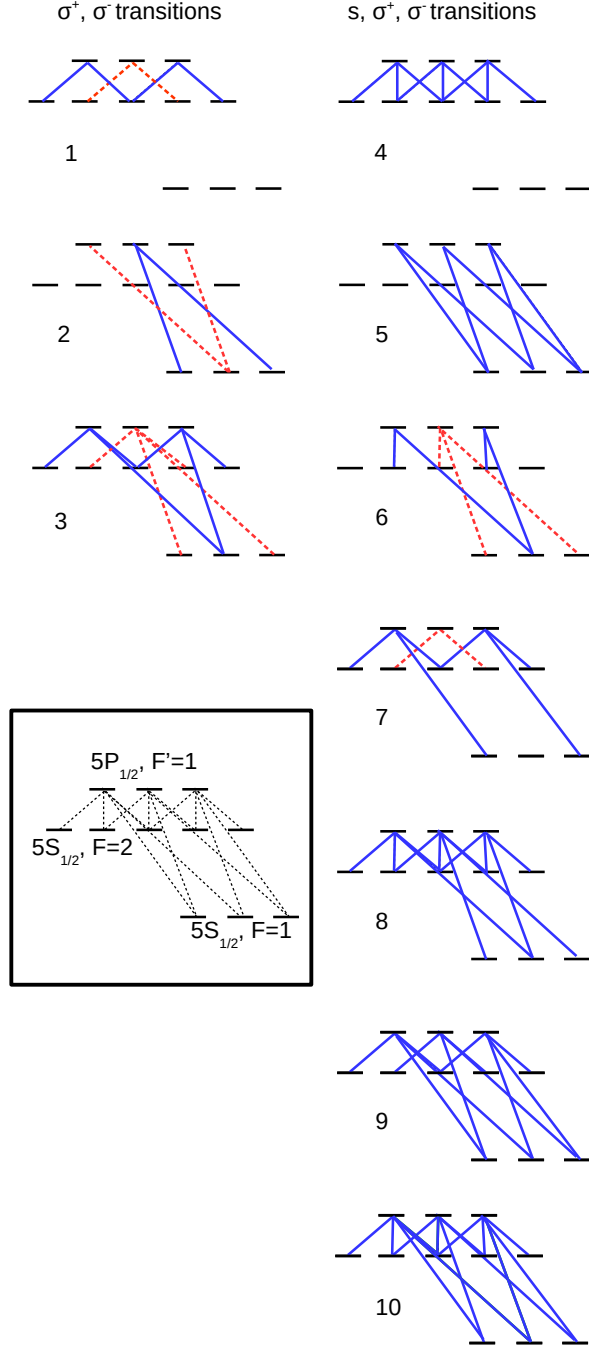 σ⁺, σ⁻ transitions
s, σ⁺, σ⁻ transitions
1
4
2
5
3
6
7
5P₁/₂, F'=1
5S₁/₂, F=2
5S₁/₂, F=1
8
9
10